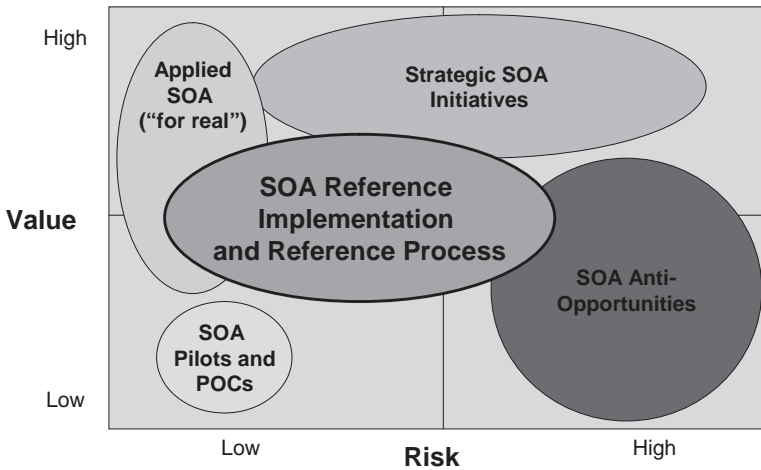 High
Applied
SOA
(“for real”)
Strategic SOA
Initiatives
SOA Reference
Implementation
and Reference Process
Value
SOA Anti-
Opportunities
SOA
Pilots and
POCs
Low
Low
Risk
High